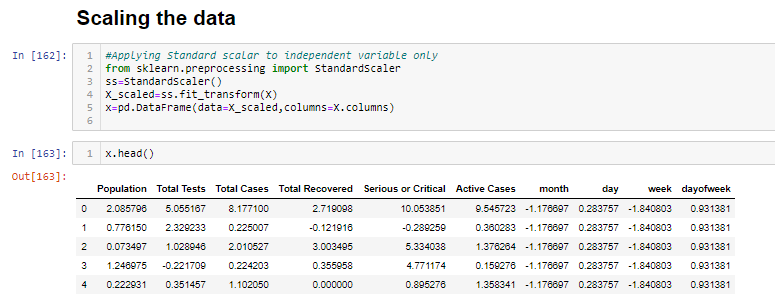 Scaling the data
In [162]: 1 #Applying Standard scalar to independent variable only
2 from sklearn.preprocessing import StandardScaler
3 ss=StandardScaler()
4 X_scaled=ss.fit_transform(X)
5 x=pd.DataFrame(data=X_scaled,columns=X.columns)
6
In [163]: 1 x.head()
Out[163]:
Population Total Tests Total Cases Total Recovered Serious or Critical Active Cases month day week dayofweek
0 2.085796 5.055167 8.177100 2.719098 10.053851 9.545723 -1.176697 0.283757 -1.840803 0.931381
1 0.776150 2.329233 0.225007 -0.121916 -0.289259 0.360283 -1.176697 0.283757 -1.840803 0.931381
2 0.073497 1.028946 2.010527 3.003495 5.334038 1.376264 -1.176697 0.283757 -1.840803 0.931381
3 1.246975 -0.221709 0.224203 0.355958 4.771174 0.159276 -1.176697 0.283757 -1.840803 0.931381
4 0.222931 0.351457 1.102050 0.000000 0.895276 1.358341 -1.176697 0.283757 -1.840803 0.931381